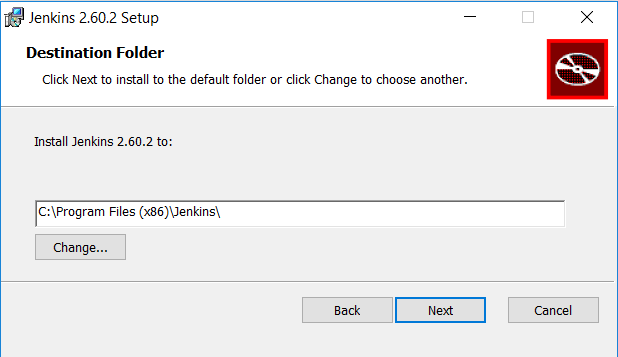 Jenkins 2.60.2 Setup
Destination Folder
Click Next to install to the default folder or click Change to choose another.
Install Jenkins 2.60.2 to:
C:\Program Files (x86)\Jenkins\
Change...
Back Next Cancel